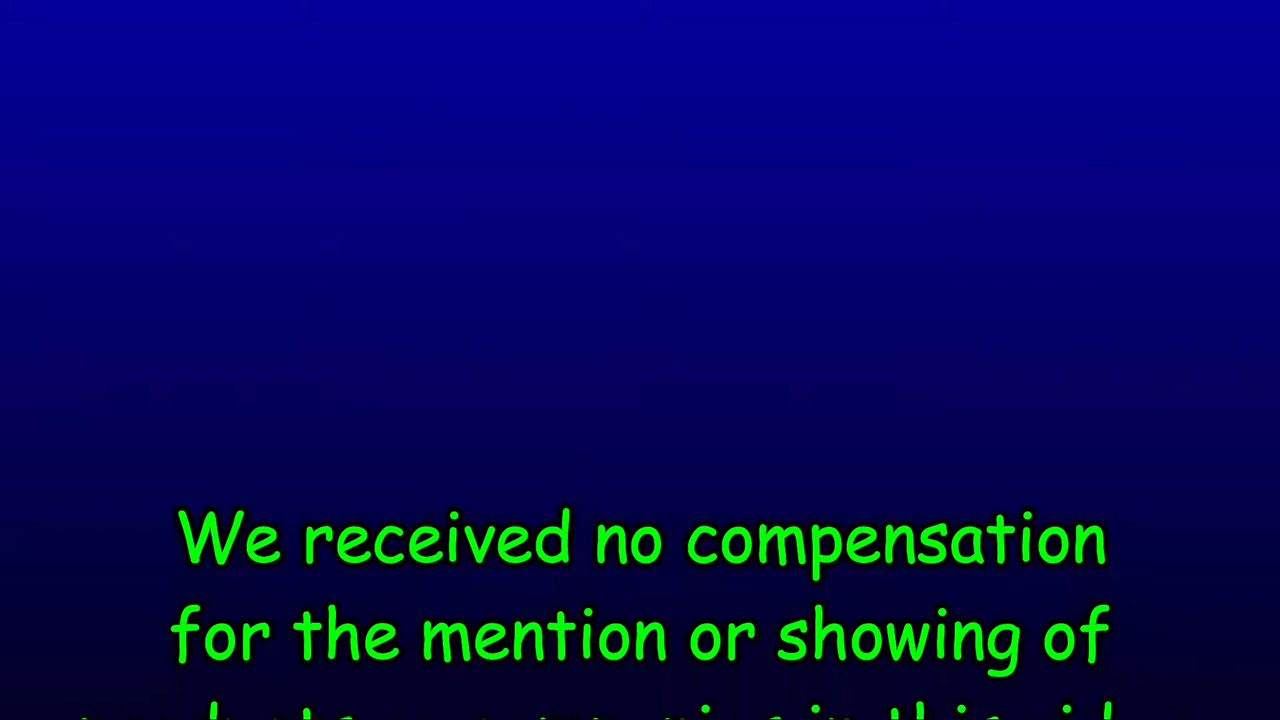 We received no compensation
for the mention or showing of